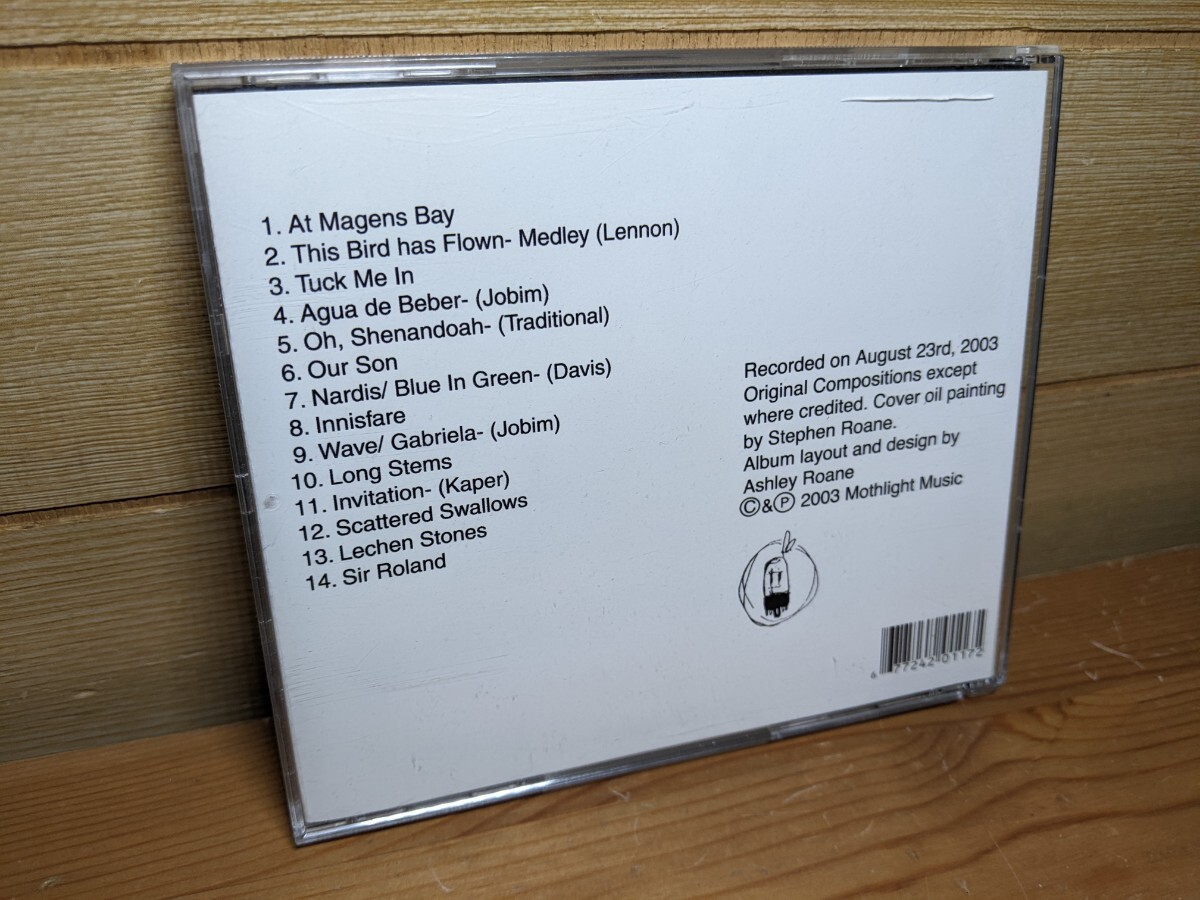 1. At Magens Bay
2. This Bird has Flown- Medley (Lennon)
3. Tuck Me In
4. Agua de Beber- (Jobim)
5. Oh, Shenandoah- (Traditional)
6. Our Son
7. Nardis/ Blue In Green- (Davis)
8. Innisfare
9. Wave/ Gabriela- (Jobim)
10. Long Stems
11. Invitation- (Kaper)
12. Scattered Swallows
13. Lechen Stones
14. Sir Roland
Recorded on August 23rd, 2003
Original Compositions except
where credited. Cover oil painting
by Stephen Roane.
Album layout and design by
Ashley Roane
©&℗ 2003 Mothlight Music
6 77242 01172